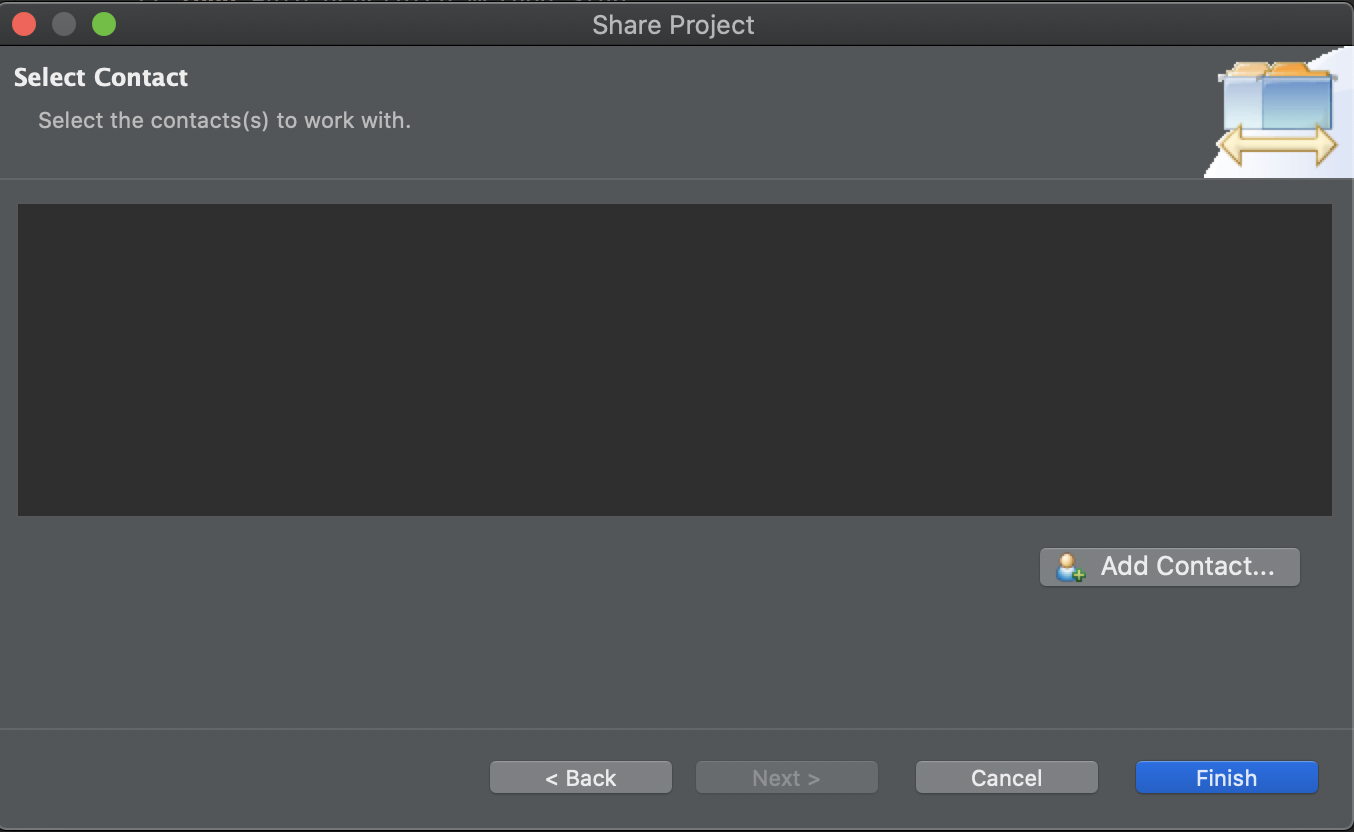 Share Project
Select Contact
Select the contacts(s) to work with.
Add Contact...
< Back
Next >
Cancel
Finish